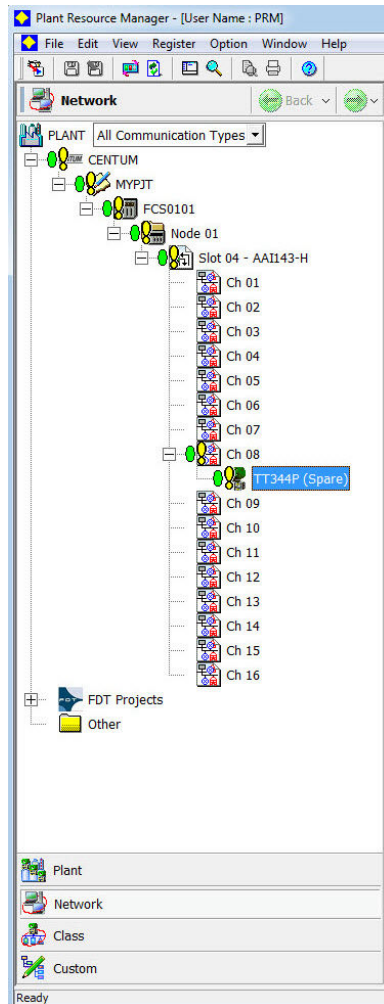 Plant Resource Manager - [User Name : PRM]
File Edit View Register Option Window Help
Network Back
PLANT All Communication Types
CENTUM
MYPJT
FCS0101
Node 01
Slot 04 - AAI143-H
Ch 01
Ch 02
Ch 03
Ch 04
Ch 05
Ch 06
Ch 07
Ch 08
TT344P (Spare)
Ch 09
Ch 10
Ch 11
Ch 12
Ch 13
Ch 14
Ch 15
Ch 16
FDT Projects
Other
Plant
Network
Class
Custom
Ready